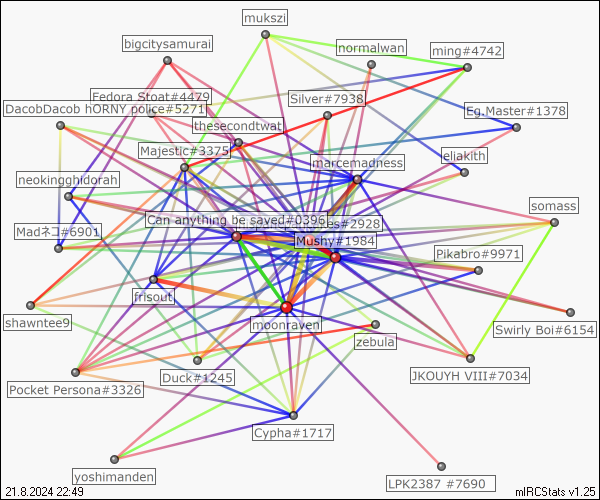 mukszi
bigcitysamurai
normalwan
ming#4742
Fedora Stoat#4479
Silver#7938
DacobDacob hORNY police#5271
Eg.Master#1378
thesecondtwat
Majestic#3375
eliakith
marcemadness
neokingghidorah
somass
Can anything be saved#0396
es#2928
Mad ネコ#6901
Mushy#1984
Pikabro#9971
frisout
shawntee9
moonraven
Swirly Boi#6154
zebula
Duck#1245
JKOUYH VIII#7034
Pocket Persona#3326
Cypha#1717
yoshimanden
LPK2387 #7690
21.8.2024 22:49
mIRCStats v1.25